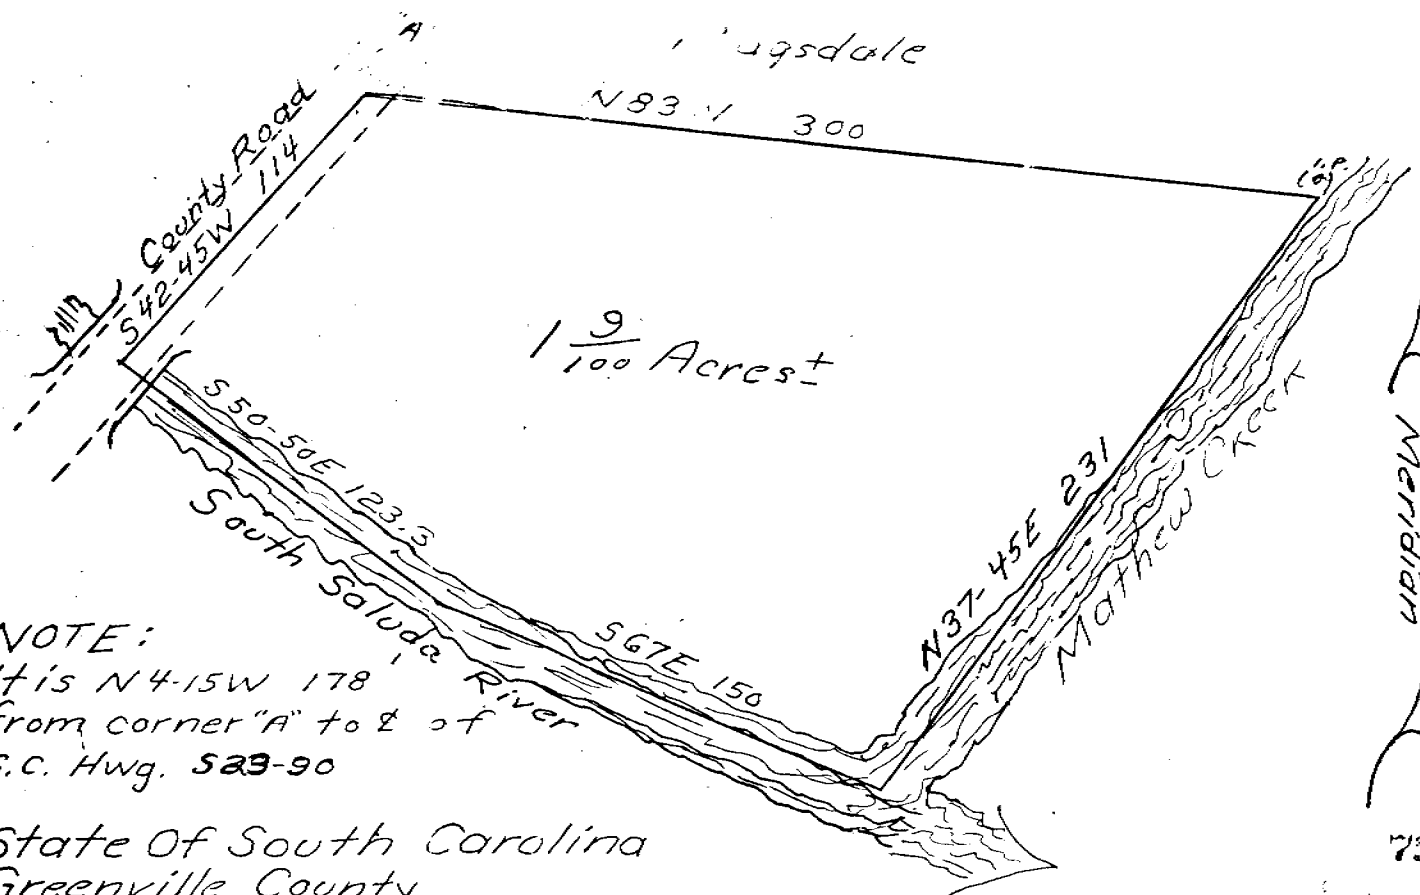 A
County Road
S42-45W 114
N83 W 300
I.P.
1 9/100 Acres ±
S50-50E 123.3
South Saluda River
S67E 150
N37-45E 231
Mathew Creek
Meridian
NOTE:
It is N4-15W 178'
from corner "A" to ℄ of
S.C. Hwg. S23-90
State Of South Carolina
Greenville County